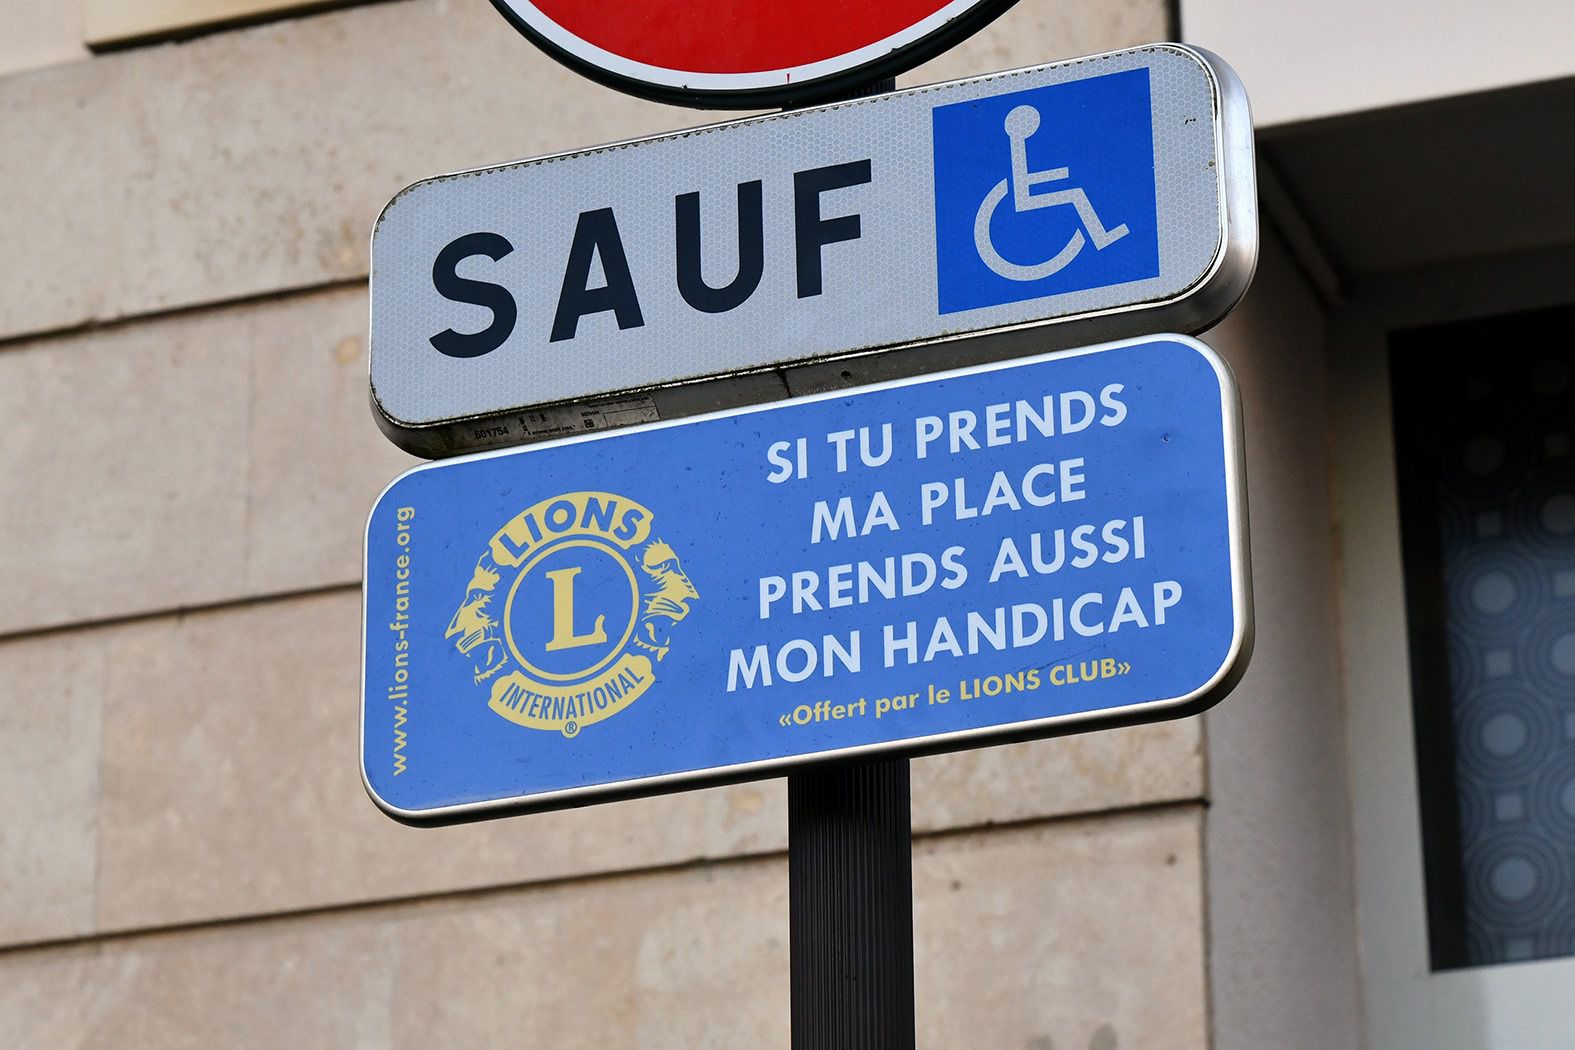 SAUF
601754
www.lions-france.org
LIONS
L
INTERNATIONAL
®
SI TU PRENDS
MA PLACE
PRENDS AUSSI
MON HANDICAP
«Offert par le LIONS CLUB»